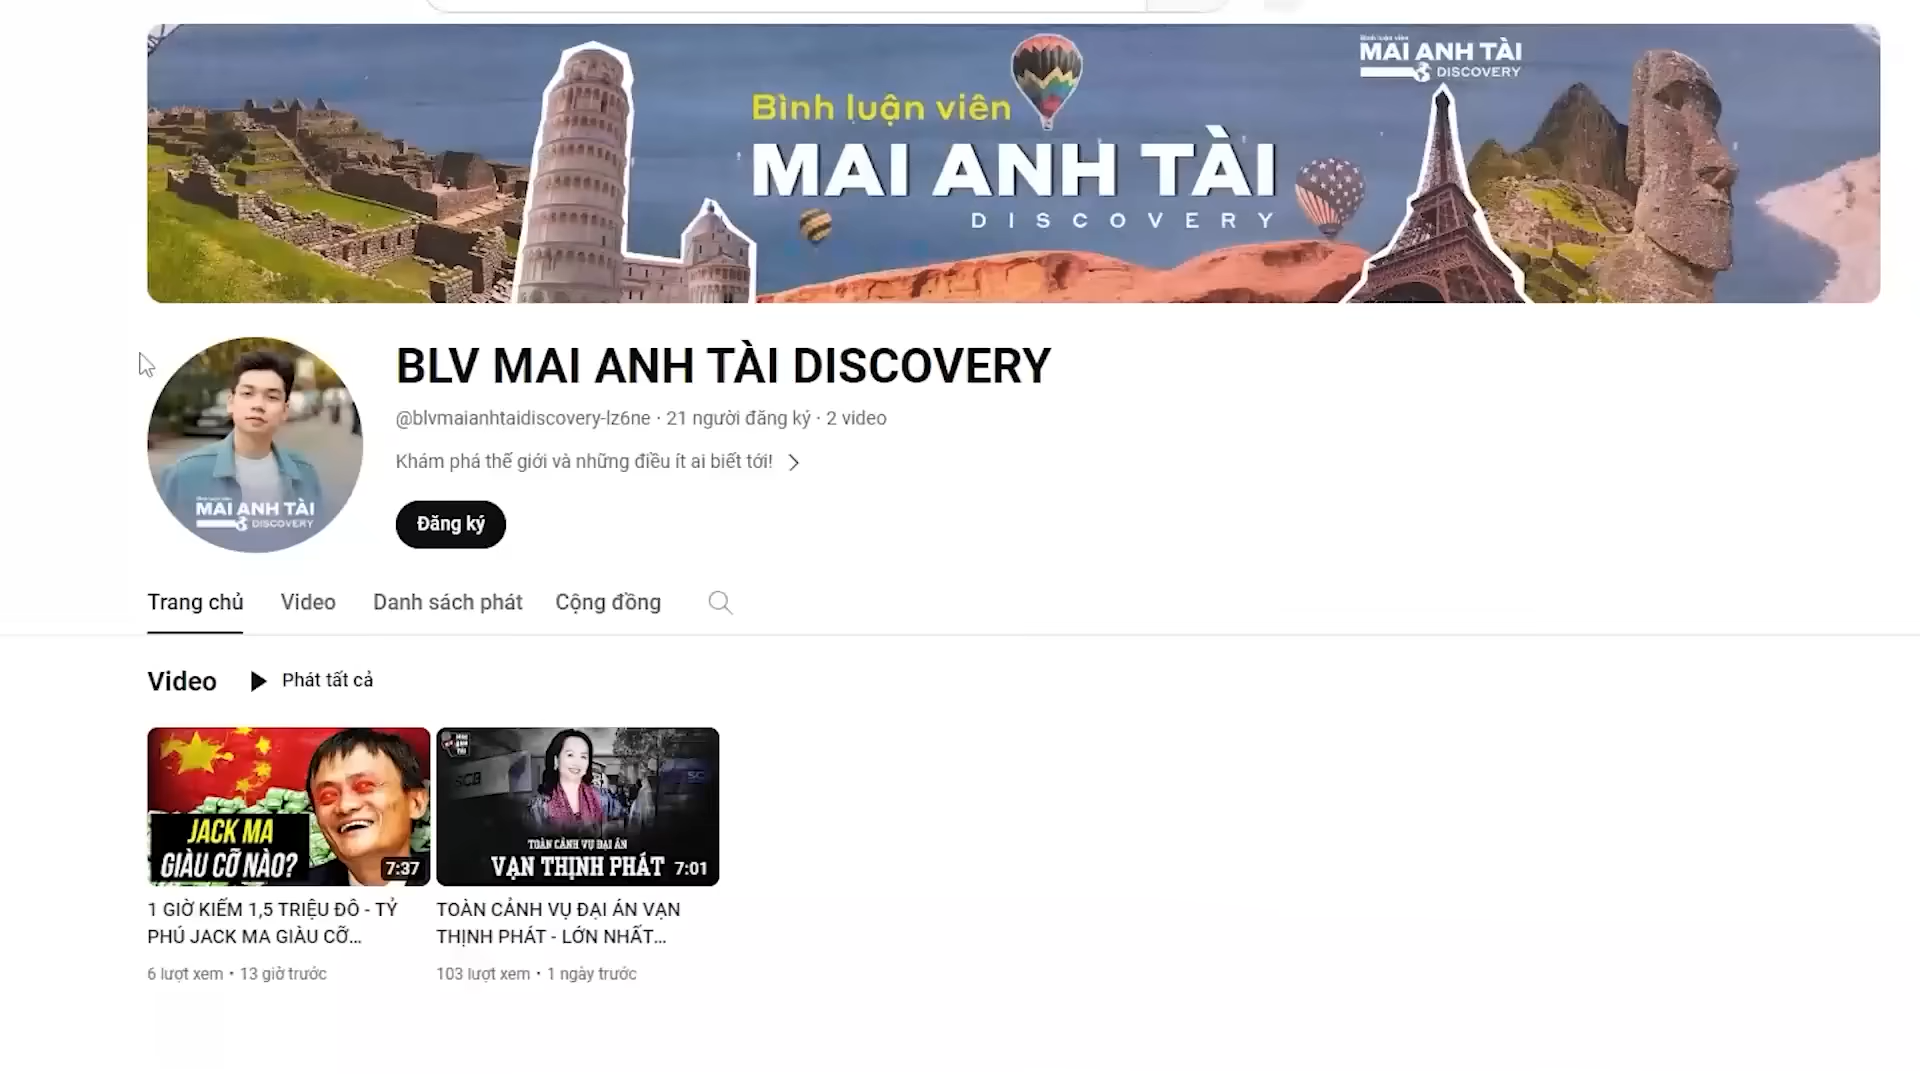 Bình luận viên
MAI ANH TÀI
DISCOVERY
Bình luận viên
MAI ANH TÀI
DISCOVERY
BLV MAI ANH TÀI DISCOVERY
@blvmaianhtaidiscovery-lz6ne · 21 người đăng ký · 2 video
Khám phá thế giới và những điều ít ai biết tới!
MAI ANH TÀI
DISCOVERY
Đăng ký
Trang chủ Video Danh sách phát Cộng đồng
Video Phát tất cả
JACK MA
GIÀU CỠ NÀO?
7:37
SCB
TOÀN CẢNH VỤ ĐẠI ÁN
VẠN THỊNH PHÁT
7:01
1 GIỜ KIẾM 1,5 TRIỆU ĐÔ - TỶ
PHÚ JACK MA GIÀU CỠ...
6 lượt xem • 13 giờ trước
TOÀN CẢNH VỤ ĐẠI ÁN VẠN
THỊNH PHÁT - LỚN NHẤT...
103 lượt xem • 1 ngày trước